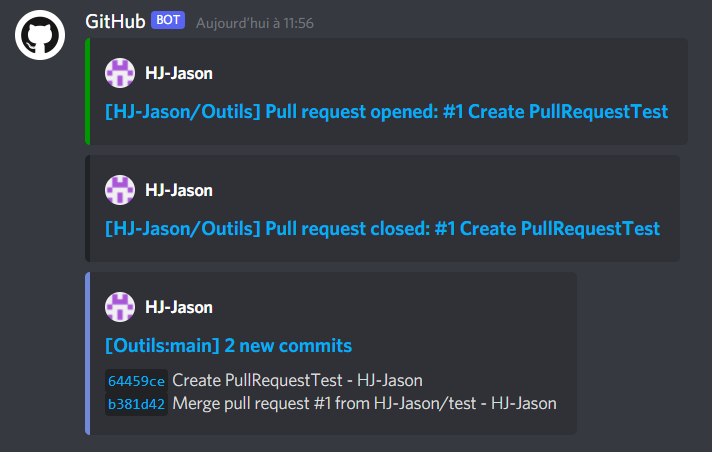 GitHub BOT Aujourd'hui à 11:56
HJ-Jason
[HJ-Jason/Outils] Pull request opened: #1 Create PullRequestTest
HJ-Jason
[HJ-Jason/Outils] Pull request closed: #1 Create PullRequestTest
HJ-Jason
[Outils:main] 2 new commits
64459ce Create PullRequestTest - HJ-Jason
b381d42 Merge pull request #1 from HJ-Jason/test - HJ-Jason